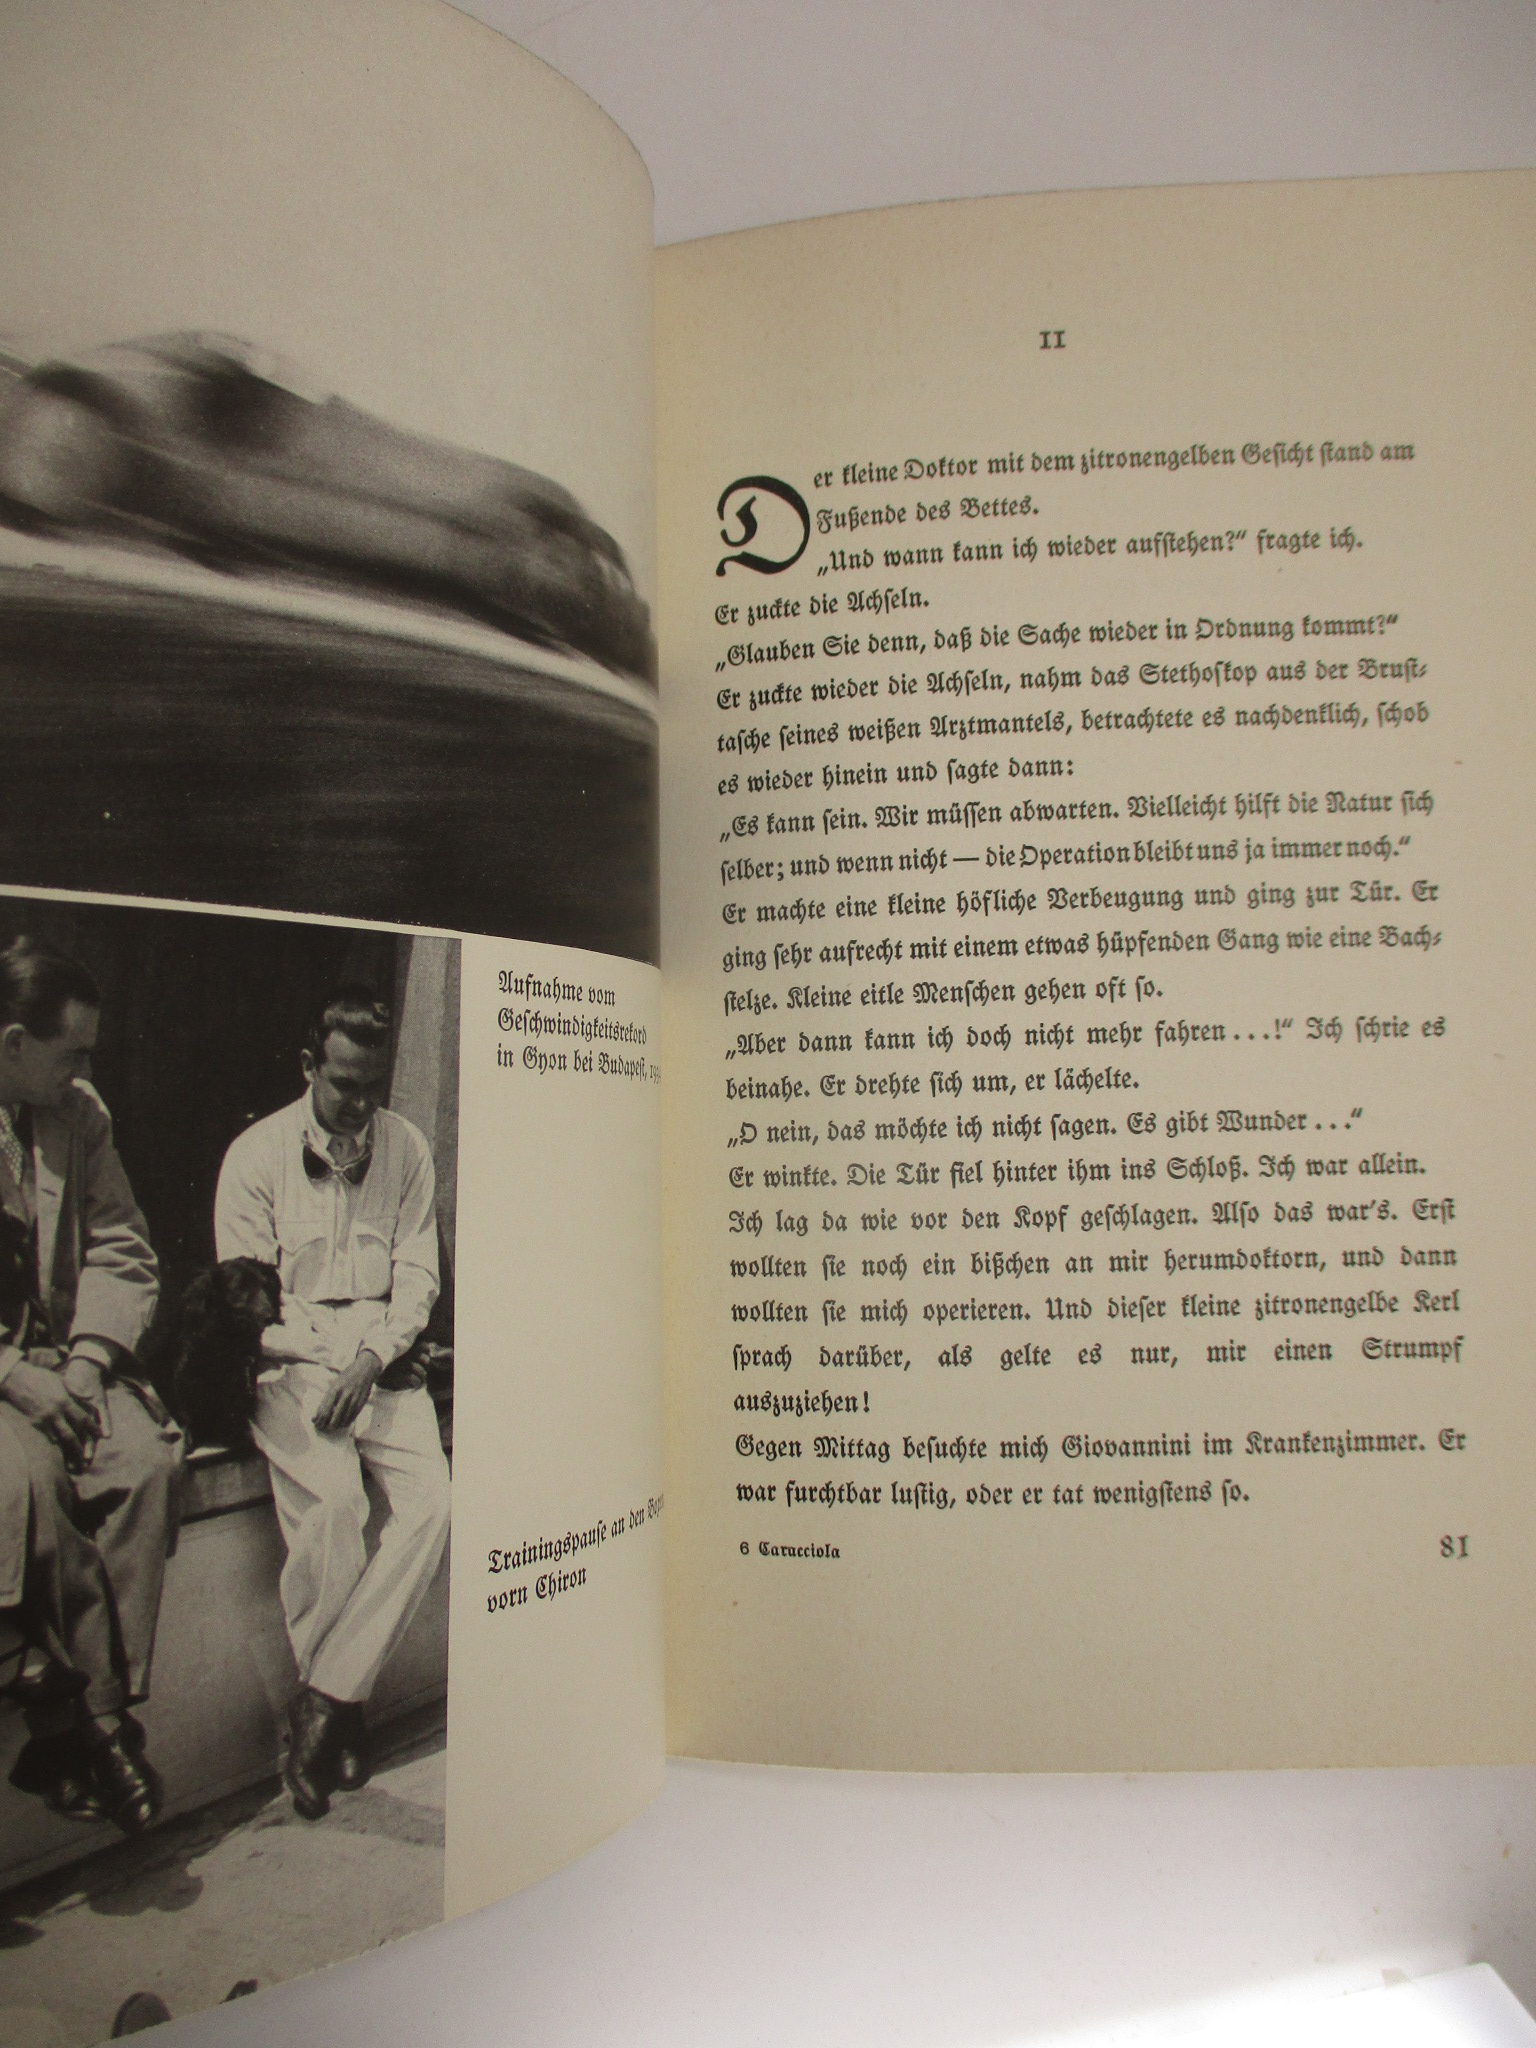 Aufnahme vom
Geschwindigkeitsrekord
in Gyon bei Budapest,
Trainingspause an den
vorn Chiron
II
Der kleine Doktor mit dem zitronengelben Gesicht stand am
Fußende des Bettes.
„Und wann kann ich wieder aufstehen?“ fragte ich.
Er zuckte die Achseln.
„Glauben Sie denn, daß die Sache wieder in Ordnung kommt?“
Er zuckte wieder die Achseln, nahm das Stethoskop aus der Brust-
tasche seines weißen Arztmantels, betrachtete es nachdenklich, schob
es wieder hinein und sagte dann:
„Es kann sein. Wir müssen abwarten. Vielleicht hilft die Natur sich
selber; und wenn nicht — die Operation bleibt uns ja immer noch.“
Er machte eine kleine höfliche Verbeugung und ging zur Tür. Er
ging sehr aufrecht mit einem etwas hüpfenden Gang wie eine Bach-
stelze. Kleine eitle Menschen gehen oft so.
„Aber dann kann ich doch nicht mehr fahren...!“ Ich schrie es
beinahe. Er drehte sich um, er lächelte.
„O nein, das möchte ich nicht sagen. Es gibt Wunder...“
Er winkte. Die Tür fiel hinter ihm ins Schloß. Ich war allein.
Ich lag da wie vor den Kopf geschlagen. Also das war's. Erst
wollten sie noch ein bißchen an mir herumdoktorn, und dann
wollten sie mich operieren. Und dieser kleine zitronengelbe Kerl
sprach darüber, als gelte es nur, mir einen Strumpf
auszuziehen!
Gegen Mittag besuchte mich Giovannini im Krankenzimmer. Er
war furchtbar lustig, oder er tat wenigstens so.
6 Caracciola
81